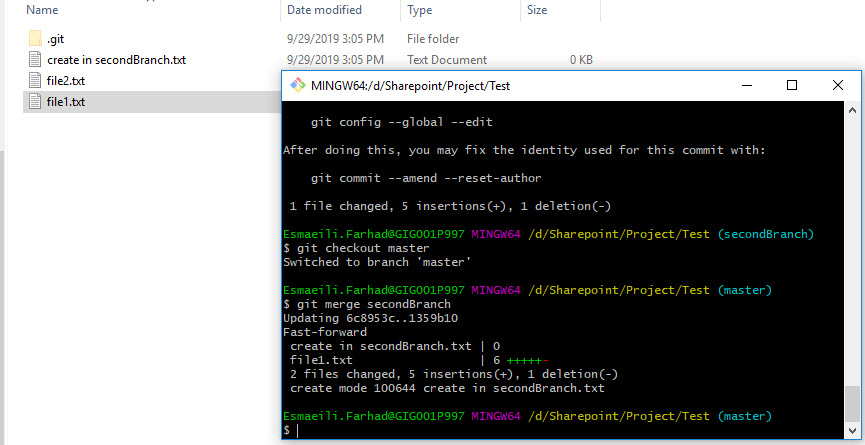 Name Date modified Type Size
.git 9/29/2019 3:05 PM File folder
create in secondBranch.txt 9/29/2019 3:05 PM Text Document 0 KB
file2.txt
file1.txt
MINGW64:/d/Sharepoint/Project/Test
git config --global --edit
After doing this, you may fix the identity used for this commit with:
git commit --amend --reset-author
1 file changed, 5 insertions(+), 1 deletion(-)
Esmaeili.Farhad@GIG001P997 MINGW64 /d/Sharepoint/Project/Test (secondBranch)
$ git checkout master
Switched to branch 'master'
Esmaeili.Farhad@GIG001P997 MINGW64 /d/Sharepoint/Project/Test (master)
$ git merge secondBranch
Updating 6c8953c..1359b10
Fast-forward
create in secondBranch.txt | 0
file1.txt | 6 +++++-
2 files changed, 5 insertions(+), 1 deletion(-)
create mode 100644 create in secondBranch.txt
Esmaeili.Farhad@GIG001P997 MINGW64 /d/Sharepoint/Project/Test (master)
$